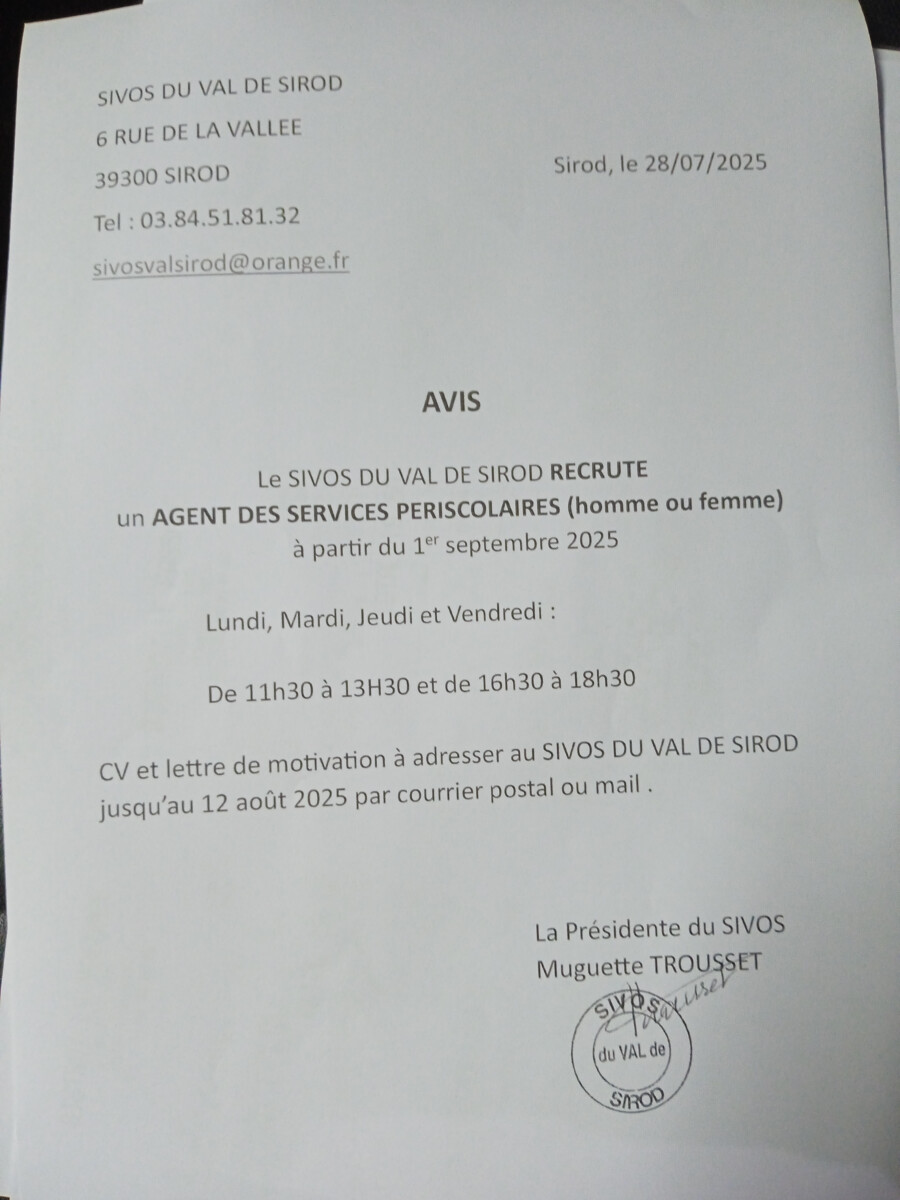 SIVOS DU VAL DE SIROD
6 RUE DE LA VALLEE
39300 SIROD
Sirod, le 28/07/2025
Tel : 03.84.51.81.32
sivosvalsirod@orange.fr
AVIS
Le SIVOS DU VAL DE SIROD RECRUTE
un AGENT DES SERVICES PERISCOLAIRES (homme ou femme)
à partir du 1er septembre 2025
Lundi, Mardi, Jeudi et Vendredi :
De 11h30 à 13H30 et de 16h30 à 18h30
CV et lettre de motivation à adresser au SIVOS DU VAL DE SIROD
jusqu'au 12 août 2025 par courrier postal ou mail .
La Présidente du SIVOS
Muguette TROUSSET
SIVOS
du VAL de
SIROD